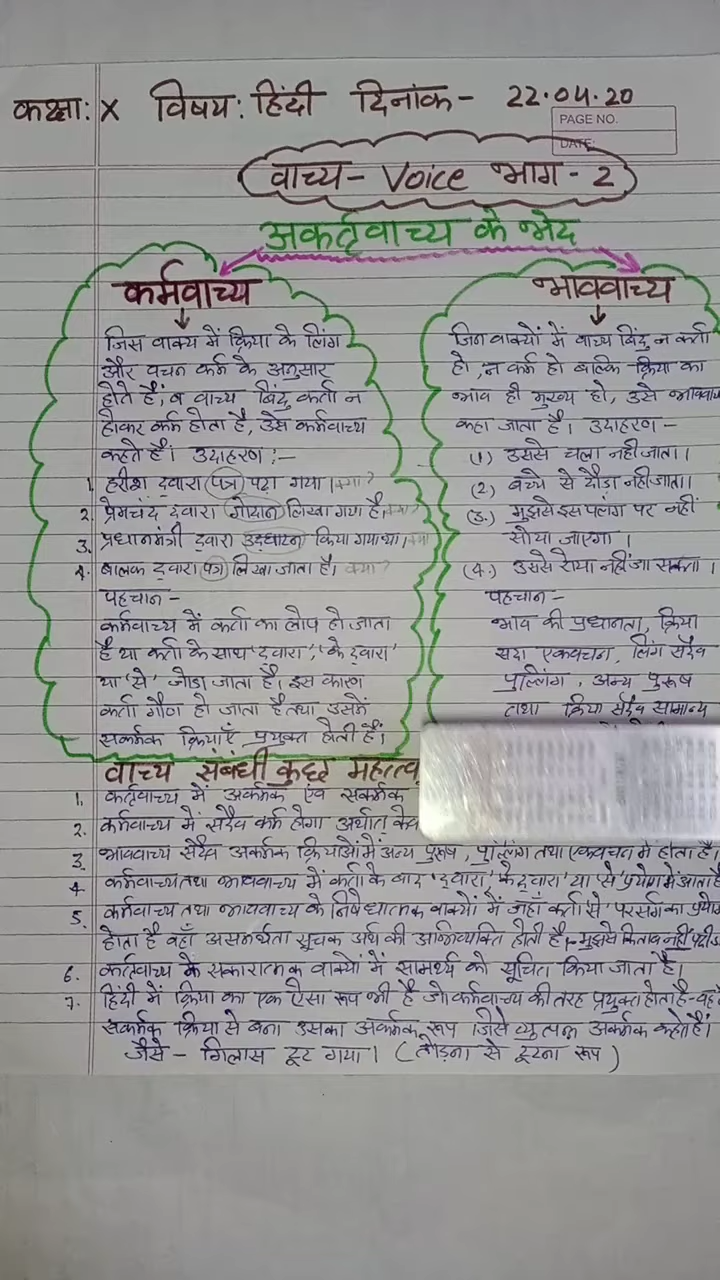 कक्षा: X विषय: हिंदी दिनांक- 22.04.20
PAGE NO.
DATE:
वाच्य - Voice भाग - 2
अकर्तृवाच्य के भेद
कर्मवाच्य
जिस वाक्य में क्रिया के लिंग
और वचन कर्म के अनुसार
होते हैं, व वाच्य बिंदु कर्ता न
होकर कर्म होता है, उसे कर्मवाच्य
कहते हैं। उदाहरण :-
1. हरीश द्वारा पत्र पढ़ा गया। क्या?
2. प्रेमचंद द्वारा गोदान लिखा गया है। क्या?
3. प्रधानमंत्री द्वारा उद्घाटन किया गया था। क्या
4. बालक द्वारा पत्र लिखा जाता है। क्या?
पहचान -
कर्मवाच्य में कर्ता का लोप हो जाता
है या कर्ता के साथ 'द्वारा', 'के द्वारा'
या 'से' जोड़ा जाता है। इस कारण
कर्ता गौण हो जाता है तथा उसमें
सकर्मक क्रियाएँ प्रयुक्त होती हैं।
भाववाच्य
जिन वाक्यों में वाच्य बिंदु न कर्ता
हो, न कर्म हो बल्कि क्रिया का
भाव ही मुख्य हो, उसे भाववाच
कहा जाता है। उदाहरण -
(1) उससे चला नहीं जाता।
(2) बच्चे से दौड़ा नहीं जाता।
(3.) मुझसे इस पलंग पर नहीं
सोया जाएगा।
(4.) उससे रोया नहीं जा सकता।
पहचान :-
भाव की प्रधानता, क्रिया
सदा एकवचन, लिंग सदैव
पुल्लिंग, अन्य पुरूष
तथा क्रिया सदैव सामान्य
वाच्य संबंधी कुछ महत्व
1. कर्तृवाच्य में अकर्मक एवं सकर्मक
2. कर्मवाच्य में सदैव कर्म होगा अर्थात् केव
3. भाववाच्य सदैव अकर्मक क्रियाओं में अन्य पुरूष, पुल्लिंग तथा एकवचन में होता है।
4 कर्मवाच्य तथा भाववाच्य में कर्ता के बाद 'द्वारा', 'के द्वारा' या 'से' प्रयोग में आता है
5. कर्मवाच्य तथा भाववाच्य के निषेधात्मक वाक्यों में जहाँ कर्ता 'से' परसर्ग का प्रयोग
होता है वहाँ असमर्थता सूचक अर्थ की अभिव्यक्ति होती है।- मुझसे किताब नहीं
6. कर्तृवाच्य के सकारात्मक वाक्यों में सामर्थ्य को सूचित किया जाता है।
7. हिंदी में क्रिया का एक ऐसा रूप भी है जो कर्मवाच्य की तरह प्रयुक्त होता है- वह है
सकर्मक क्रिया से बना उसका अकर्मक रूप जिसे व्युत्पन्न अकर्मक कहते हैं।
जैसे - गिलास टूट गया। (तोड़ना से टूटना रूप)